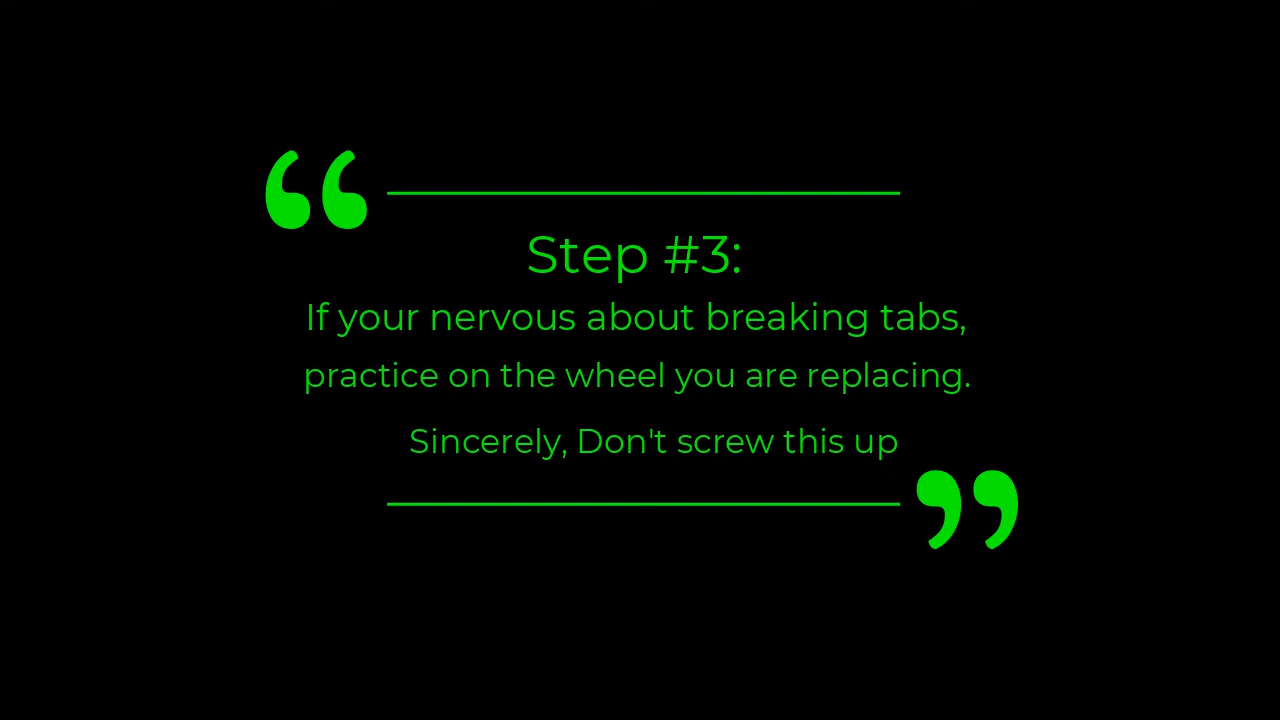 Step #3:
If your nervous about breaking tabs,
practice on the wheel you are replacing.
Sincerely, Don't screw this up